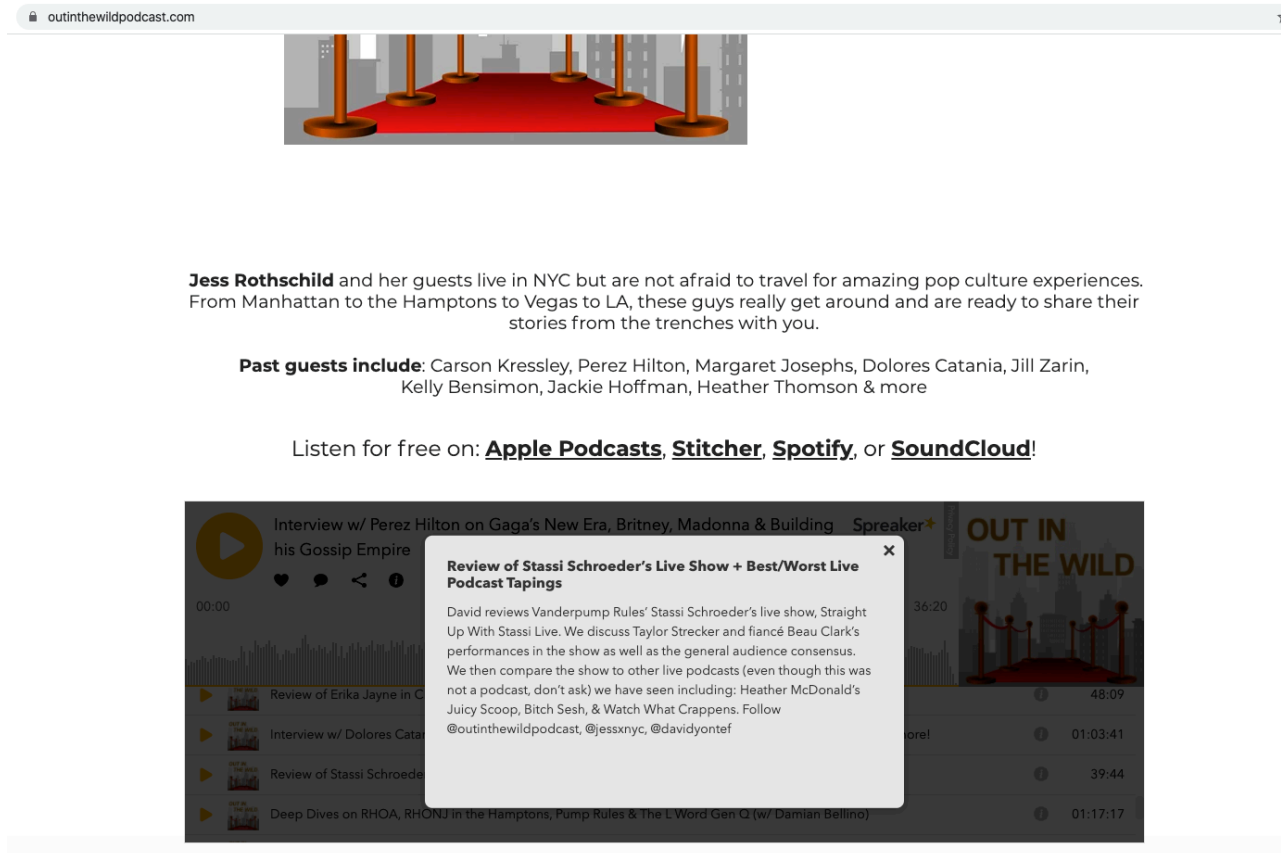 outinthewildpodcast.com
Jess Rothschild and her guests live in NYC but are not afraid to travel for amazing pop culture experiences.
From Manhattan to the Hamptons to Vegas to LA, these guys really get around and are ready to share their
stories from the trenches with you.
Past guests include: Carson Kressley, Perez Hilton, Margaret Josephs, Dolores Catania, Jill Zarin,
Kelly Bensimon, Jackie Hoffman, Heather Thomson & more
Listen for free on: Apple Podcasts, Stitcher, Spotify, or SoundCloud!
Interview w/ Perez Hilton on Gaga's New Era, Britney, Madonna & Building
his Gossip Empire
Spreaker
00:00
36:20
OUT IN
THE WILD
Review of Stassi Schroeder's Live Show + Best/Worst Live
Podcast Tapings
David reviews Vanderpump Rules' Stassi Schroeder's live show, Straight
Up With Stassi Live. We discuss Taylor Strecker and fiancé Beau Clark's
performances in the show as well as the general audience consensus.
We then compare the show to other live podcasts (even though this was
not a podcast, don't ask) we have seen including: Heather McDonald's
Juicy Scoop, Bitch Sesh, & Watch What Crappens. Follow
@outinthewildpodcast, @jessxnyc, @davidyontef
Review of Erika Jayne in C
48:09
Interview w/ Dolores Catan
ore!
01:03:41
Review of Stassi Schroede
39:44
Deep Dives on RHOA, RHONJ in the Hamptons, Pump Rules & The L Word Gen Q (w/ Damian Bellino)
01:17:17